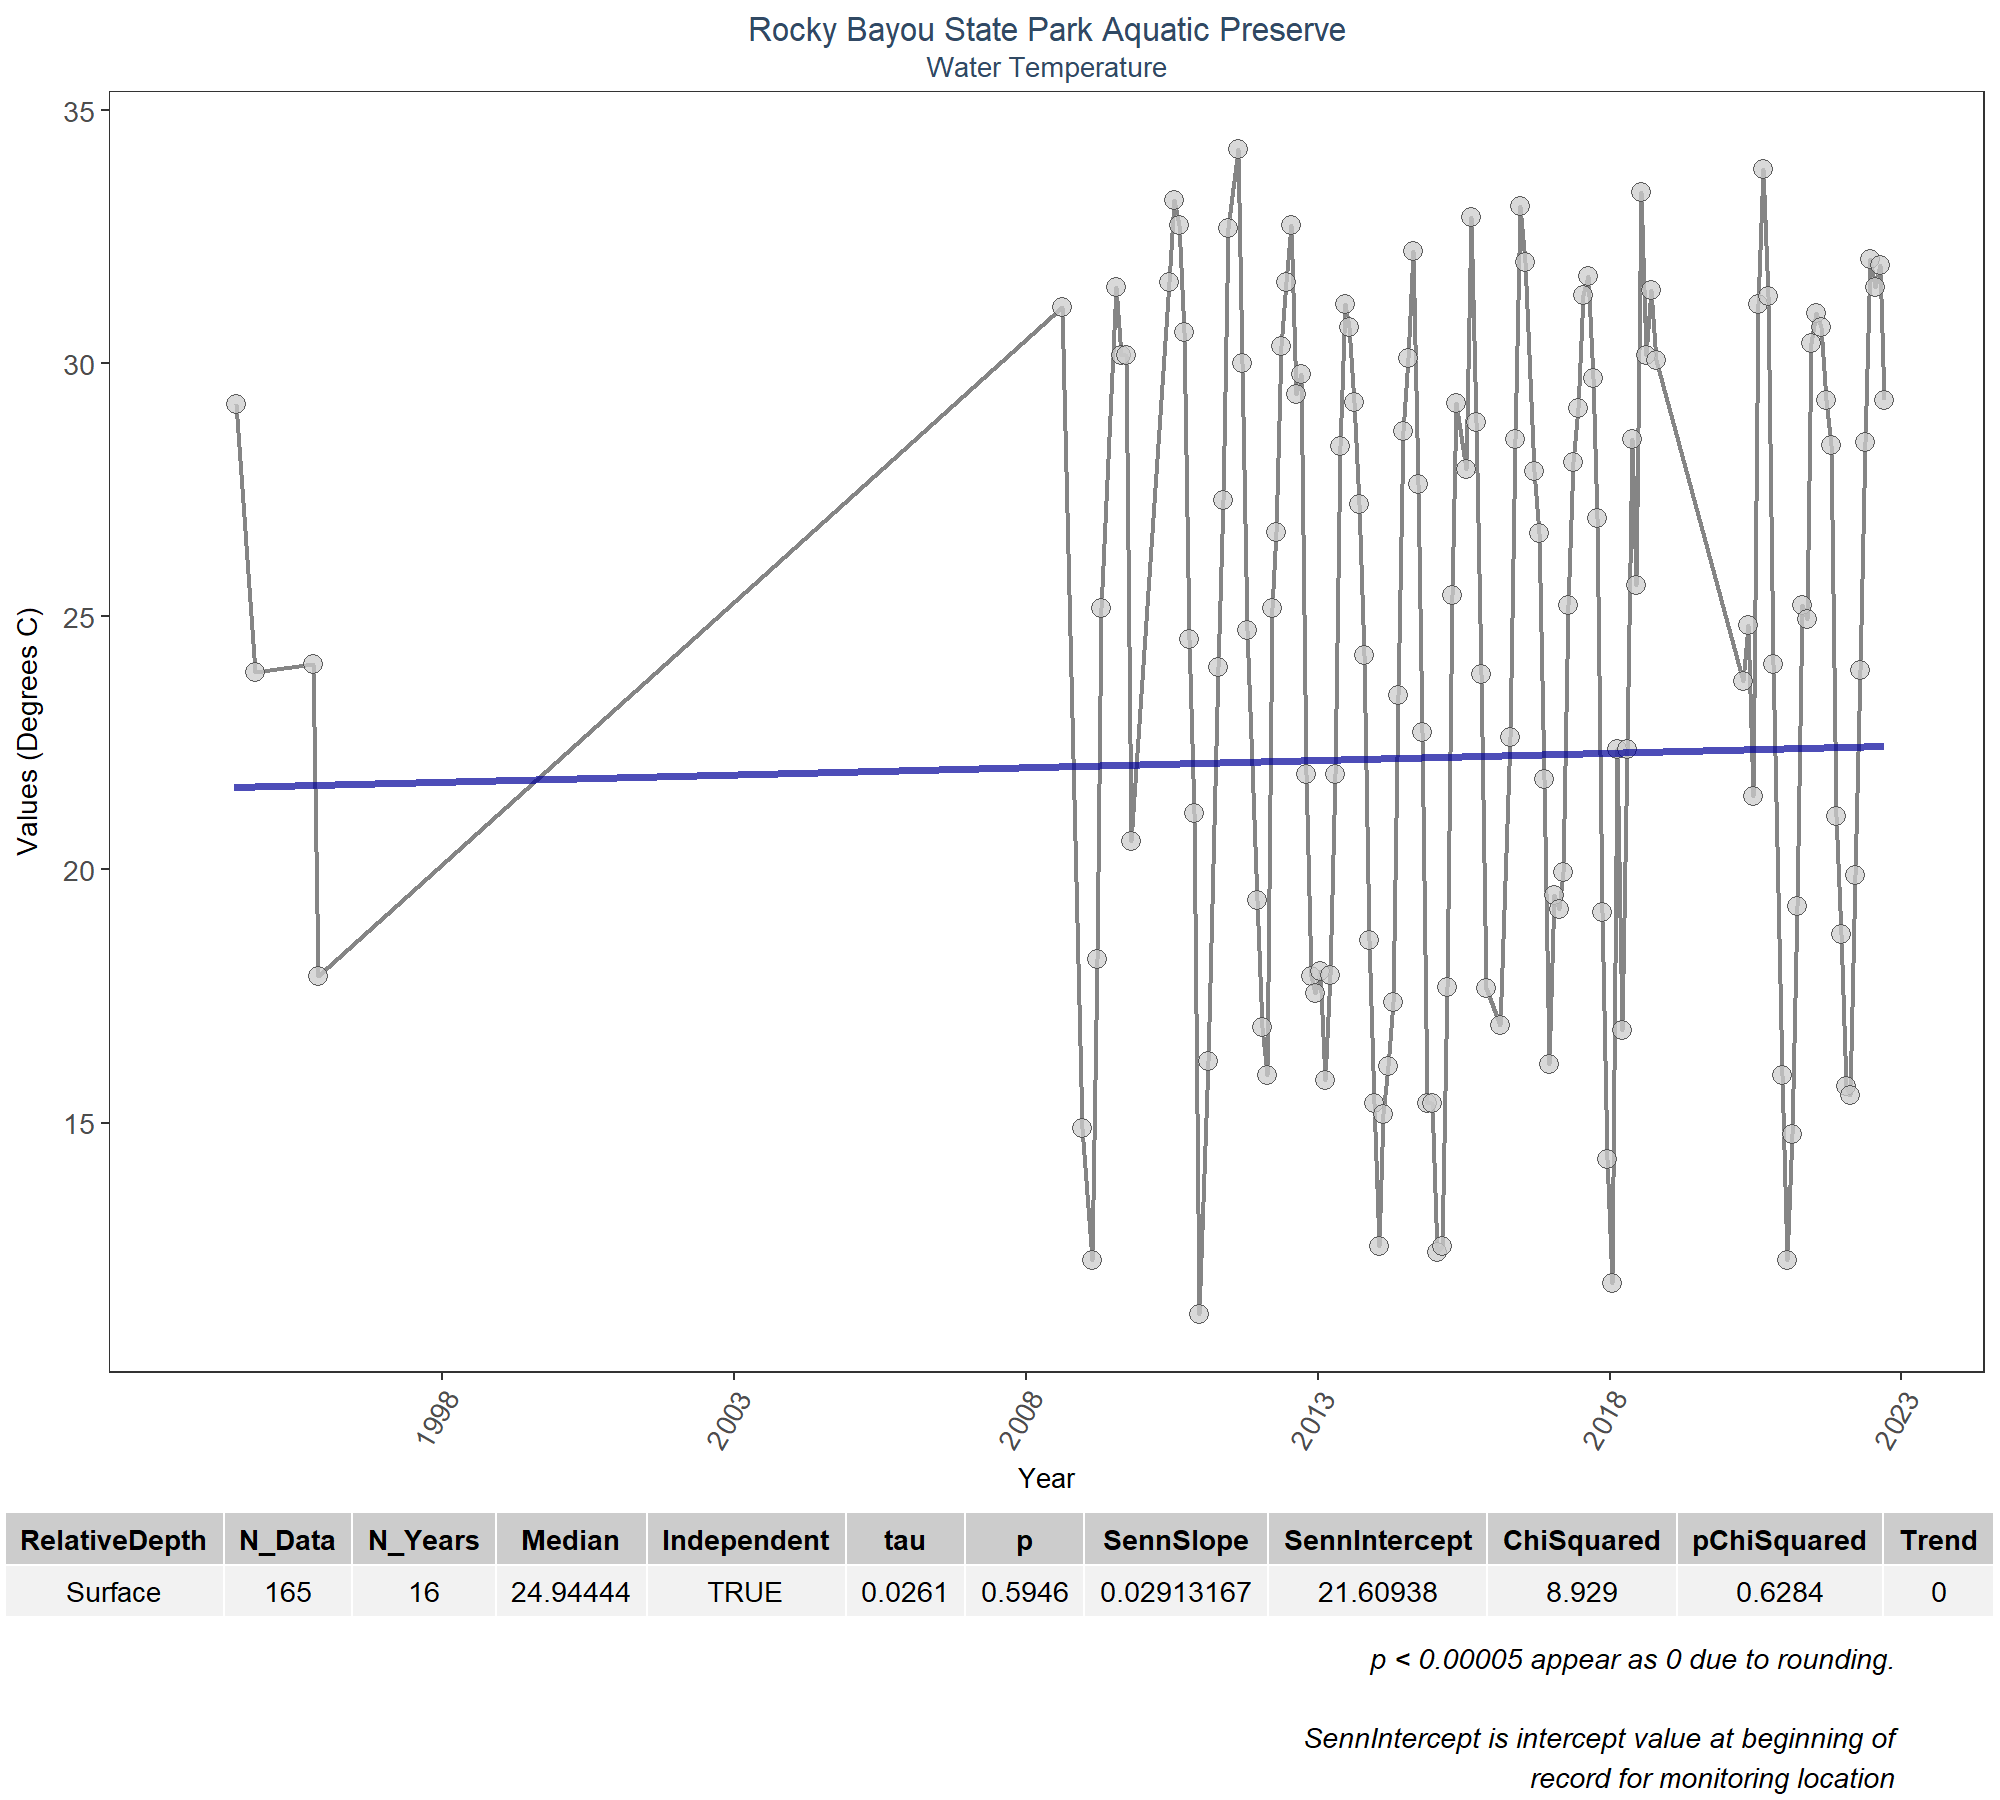 Rocky Bayou State Park Aquatic Preserve
Water Temperature
35
30
25
20
15
Values (Degrees C)
1998
2003
2008
2013
2018
2023
Year
RelativeDepth N_Data N_Years Median Independent tau p SennSlope SennIntercept ChiSquared pChiSquared Trend
Surface 165 16 24.94444 TRUE 0.0261 0.5946 0.02913167 21.60938 8.929 0.6284 0
p < 0.00005 appear as 0 due to rounding.
SennIntercept is intercept value at beginning of
record for monitoring location